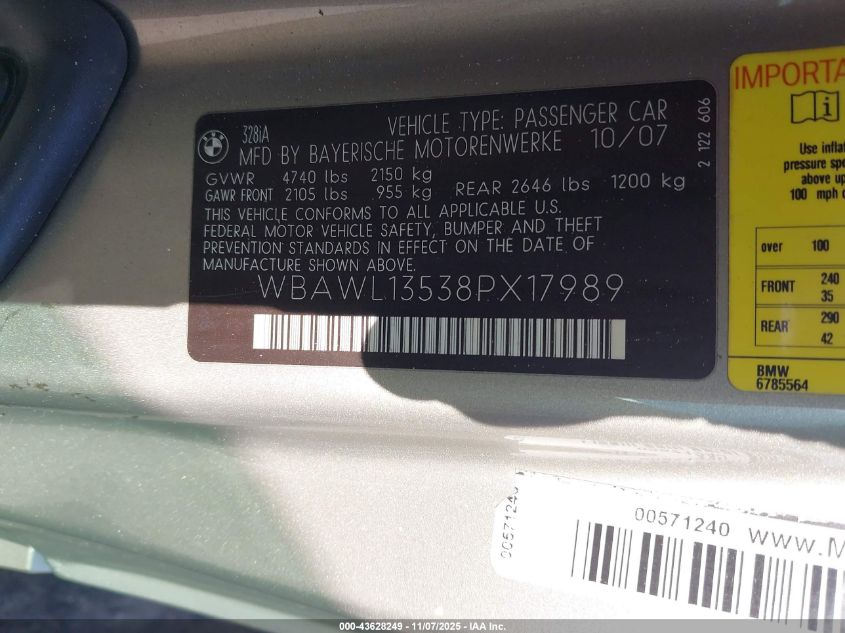 BMW
328iA
VEHICLE TYPE: PASSENGER CAR
MFD BY BAYERISCHE MOTORENWERKE 10/07
GVWR 4740 lbs 2150 kg
GAWR FRONT 2105 lbs 955 kg REAR 2646 lbs 1200 kg
THIS VEHICLE CONFORMS TO ALL APPLICABLE U.S.
FEDERAL MOTOR VEHICLE SAFETY, BUMPER AND THEFT
PREVENTION STANDARDS IN EFFECT ON THE DATE OF
MANUFACTURE SHOWN ABOVE.
WBAWL13538PX17989
2 122 606
IMPORTA
i
Use infla
pressure spe
above up
100 mph
over 100
FRONT 240
35
REAR 290
42
BMW
6785564
00571240
00571240 WWW.M
000-43628249 - 11/07/2025 - IAA Inc.